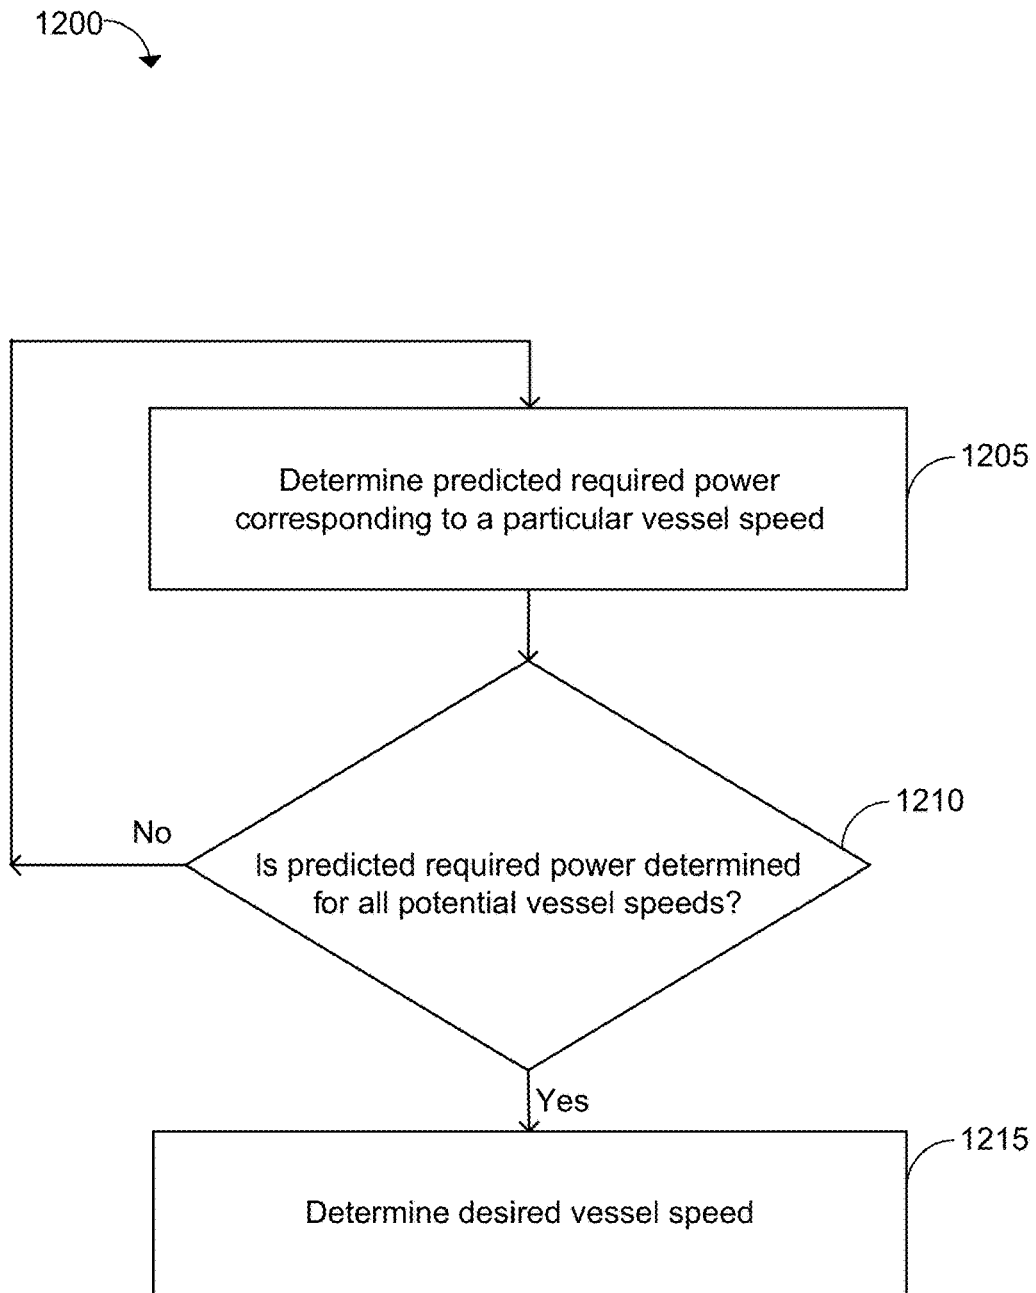 1200
Determine predicted required power
corresponding to a particular vessel speed
1205
1210
No
Is predicted required power determined
for all potential vessel speeds?
Yes
1215
Determine desired vessel speed